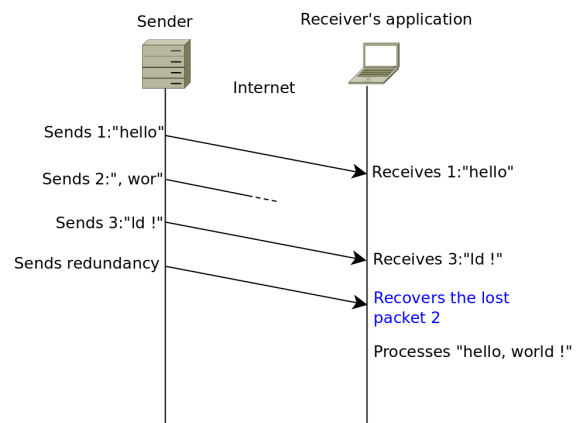 Sender
Receiver's application
Internet
Sends 1:"hello"
Receives 1:"hello"
Sends 2:", wor"
Sends 3:"ld !"
Receives 3:"ld !"
Sends redundancy
Recovers the lost
packet 2
Processes "hello, world !"